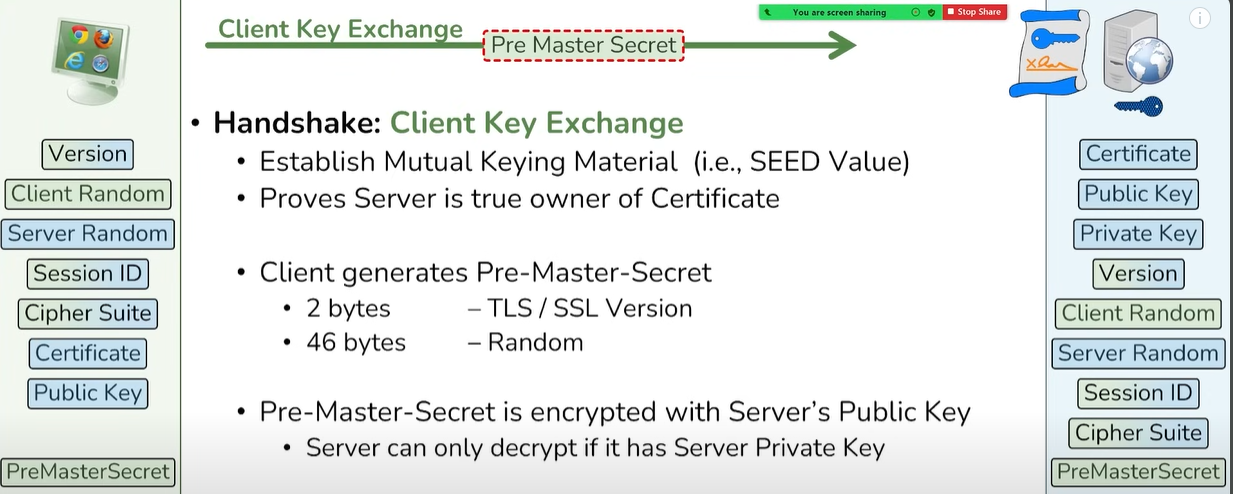 You are screen sharing
Stop Share
Client Key Exchange
Pre Master Secret
• Handshake: Client Key Exchange
• Establish Mutual Keying Material (i.e., SEED Value)
• Proves Server is true owner of Certificate
• Client generates Pre-Master-Secret
• 2 bytes – TLS / SSL Version
• 46 bytes – Random
• Pre-Master-Secret is encrypted with Server’s Public Key
• Server can only decrypt if it has Server Private Key
Version
Client Random
Server Random
Session ID
Cipher Suite
Certificate
Public Key
PreMasterSecret
Certificate
Public Key
Private Key
Version
Client Random
Server Random
Session ID
Cipher Suite
PreMasterSecret